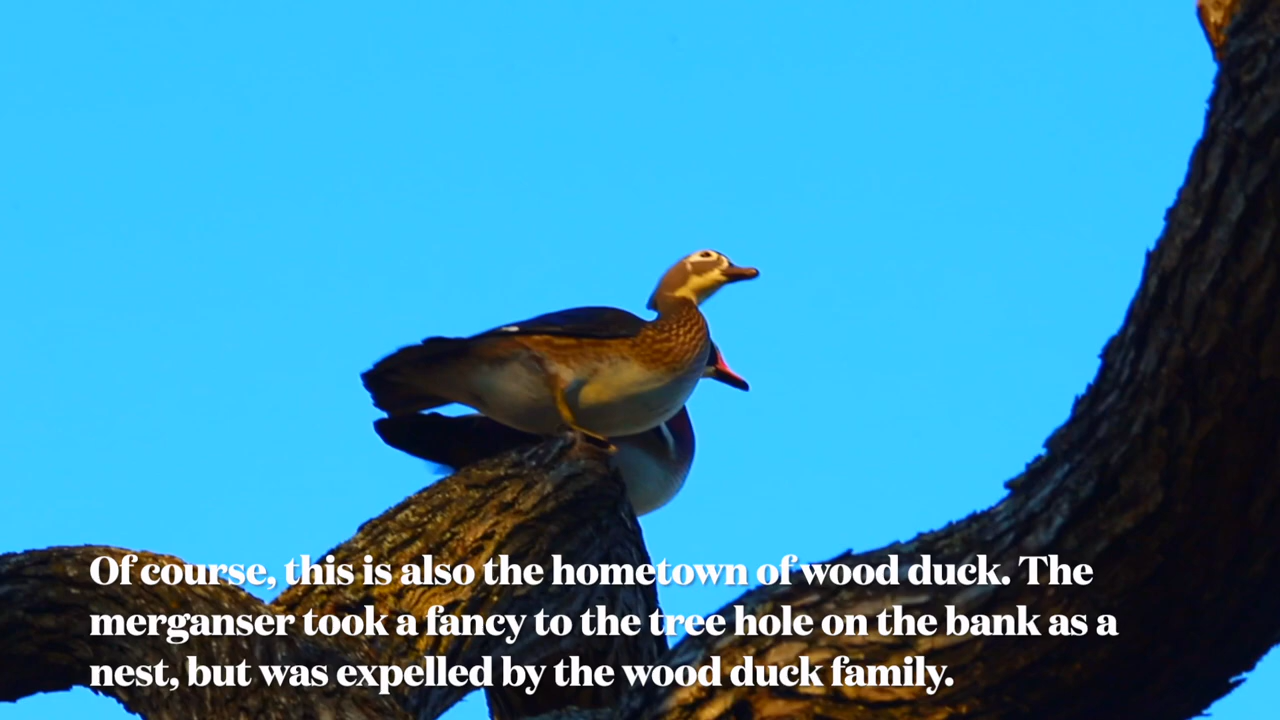 Of course, this is also the hometown of wood duck. The
merganser took a fancy to the tree hole on the bank as a
nest, but was expelled by the wood duck family.